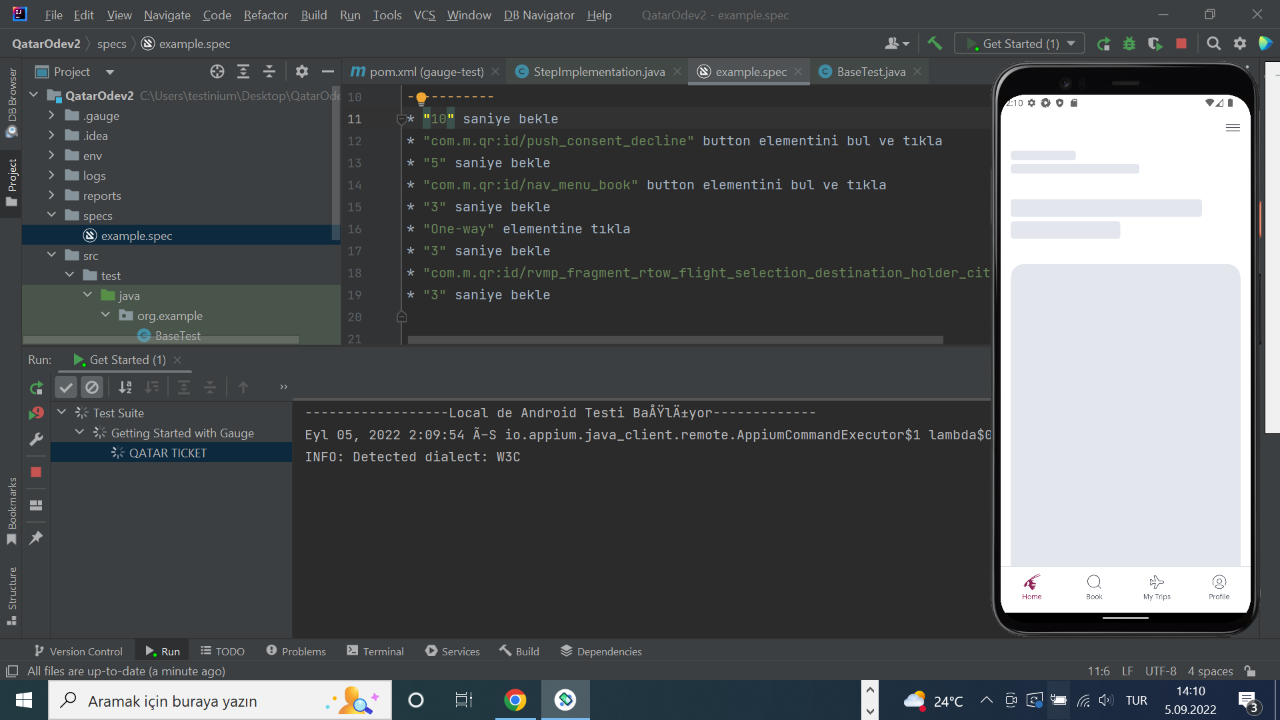 File Edit View Navigate Code Refactor Build Run Tools VCS Window DB Navigator Help QatarOdev2 - example.spec
QatarOdev2 specs example.spec
Get Started (1)
Project
pom.xml (gauge-test) StepImplementation.java example.spec BaseTest.java
DB Browser
Project
Bookmarks
Structure
QatarOdev2 C:\Users\testinium\Desktop\QatarOde
.gauge
.idea
env
logs
reports
specs
example.spec
src
test
java
org.example
BaseTest
10 -----------
11 * "10" saniye bekle
12 * "com.m.qr:id/push_consent_decline" button elementini bul ve tıkla
13 * "5" saniye bekle
14 * "com.m.qr:id/nav_menu_book" button elementini bul ve tıkla
15 * "3" saniye bekle
16 * "One-way" elementine tıkla
17 * "3" saniye bekle
18 * "com.m.qr:id/rvmp_fragment_rtow_flight_selection_destination_holder_cit
19 * "3" saniye bekle
20
21
Run: Get Started (1)
Test Suite
Getting Started with Gauge
QATAR TICKET
------------------Local de Android Testi BaÅŸlÄ±yor-------------
Eyl 05, 2022 2:09:54 Ã–S io.appium.java_client.remote.AppiumCommandExecutor$1 lambda$0
INFO: Detected dialect: W3C
2:10
Home Book My Trips Profile
Version Control Run TODO Problems Terminal Services Build Dependencies
All files are up-to-date (a minute ago) 11:6 LF UTF-8 4 spaces
Aramak için buraya yazın
24°C TUR 14:10
5.09.2022
3